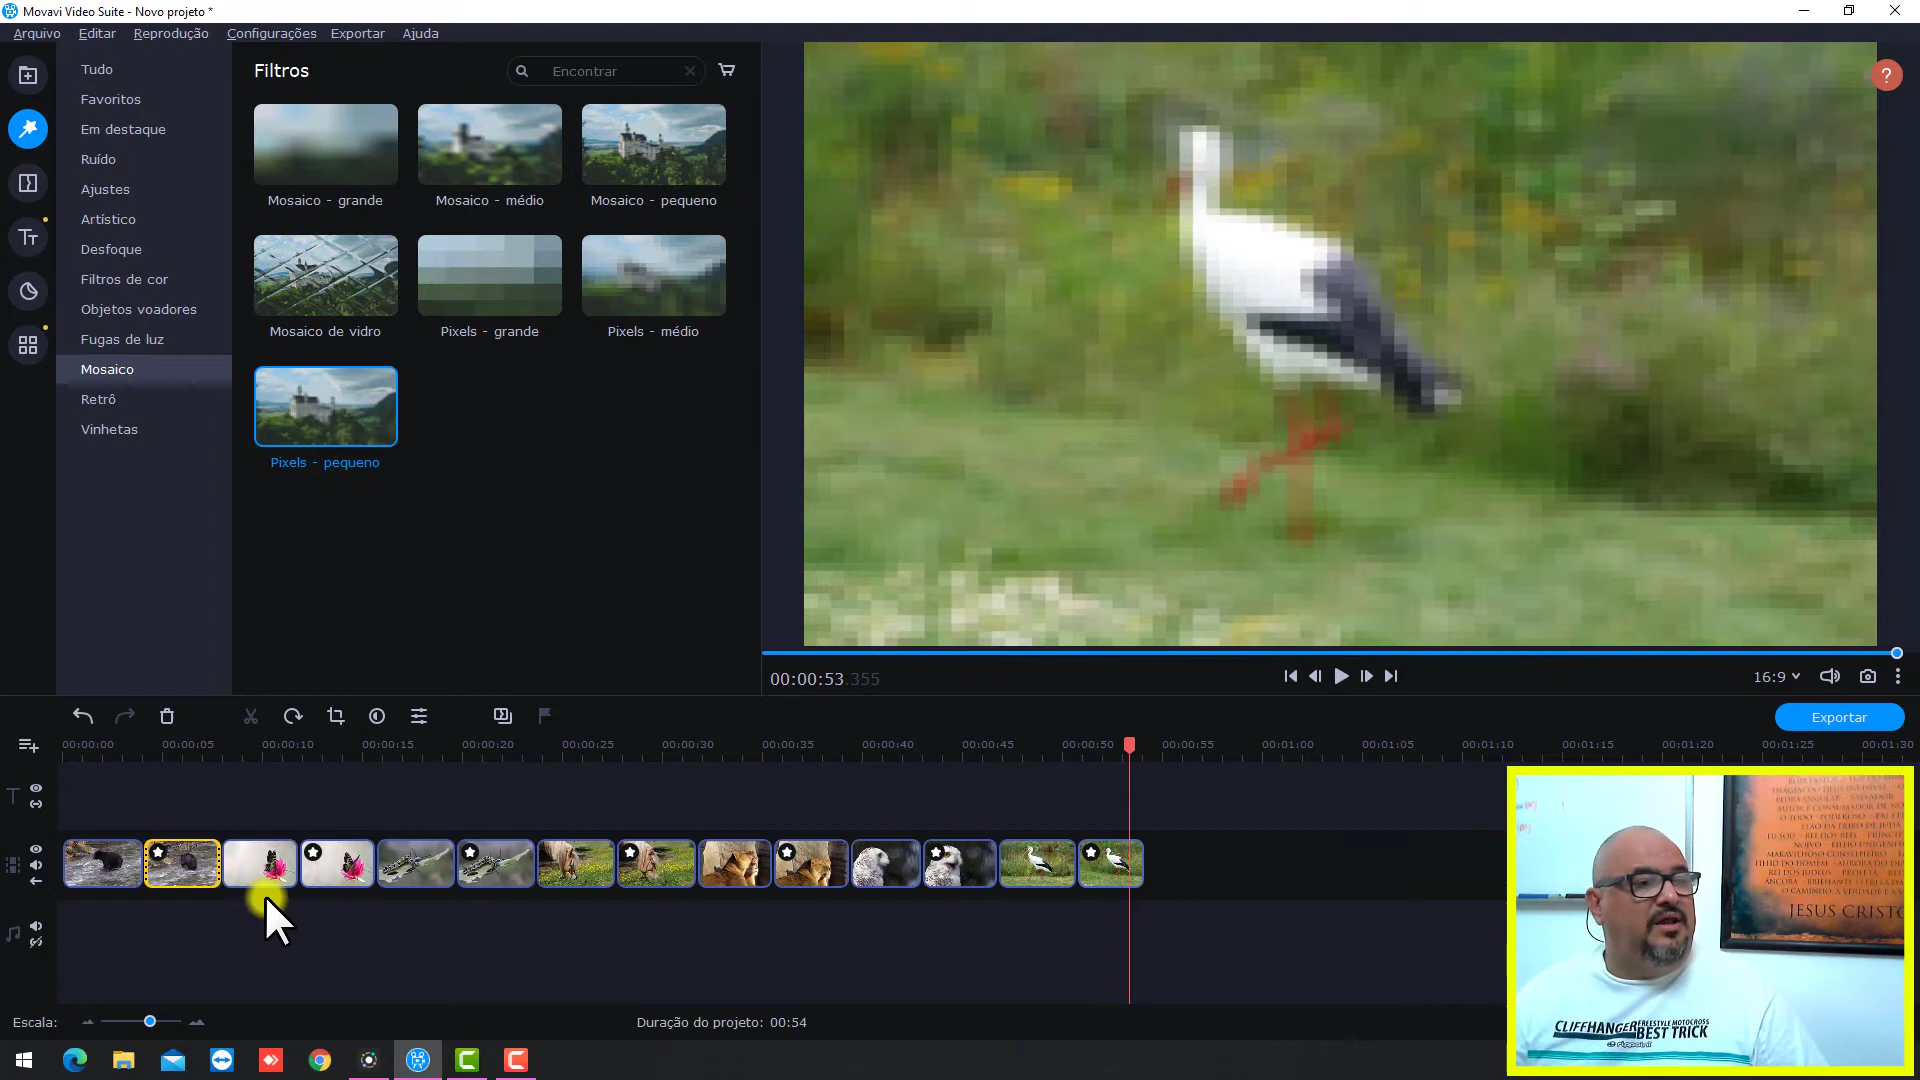 Movavi Video Suite - Novo projeto *
Arquivo Editar Reprodução Configurações Exportar Ajuda
Tudo
Favoritos
Em destaque
Ruído
Ajustes
Artístico
Desfoque
Filtros de cor
Objetos voadores
Fugas de luz
Mosaico
Retrô
Vinhetas
Filtros
Encontrar
Mosaico - grande
Mosaico - médio
Mosaico - pequeno
Mosaico de vidro
Pixels - grande
Pixels - médio
Pixels - pequeno
?
00:00:53.355
16:9
Exportar
00:00:00 00:00:05 00:00:10 00:00:15 00:00:20 00:00:25 00:00:30 00:00:35 00:00:40 00:00:45 00:00:50 00:00:55 00:01:00 00:01:05 00:01:10 00:01:15 00:01:20 00:01:25 00:01:30
Escala:
Duração do projeto: 00:54
JESUS CRISTO
CLIFFHANGER FREESTYLE MOTOCROSS
BEST TRICK